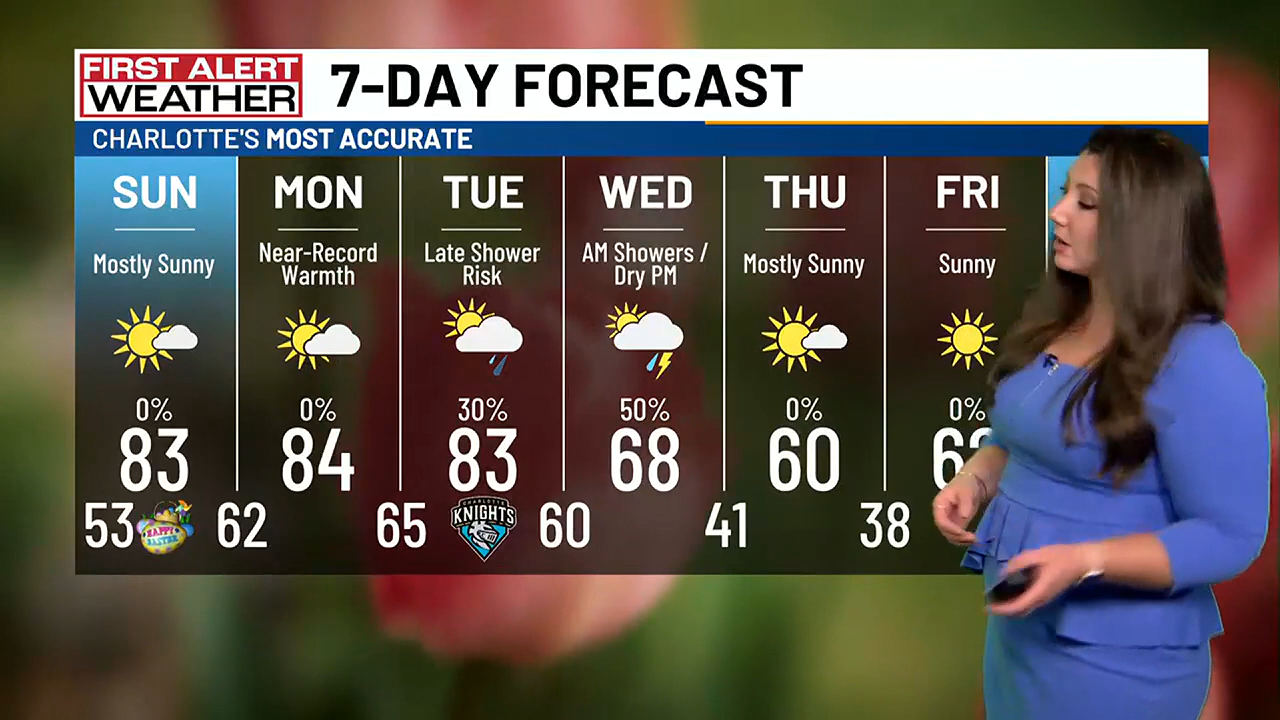 FIRST ALERT
WEATHER
7-DAY FORECAST
CHARLOTTE'S MOST ACCURATE
SUN
MON
TUE
WED
THU
FRI
Mostly Sunny
Near-Record
Warmth
Late Shower
Risk
AM Showers /
Dry PM
Mostly Sunny
Sunny
0%
0%
30%
50%
0%
0%
83
84
83
68
60
53
HAPPY
EASTER
62
65
CHARLOTTE
KNIGHTS
60
41
38